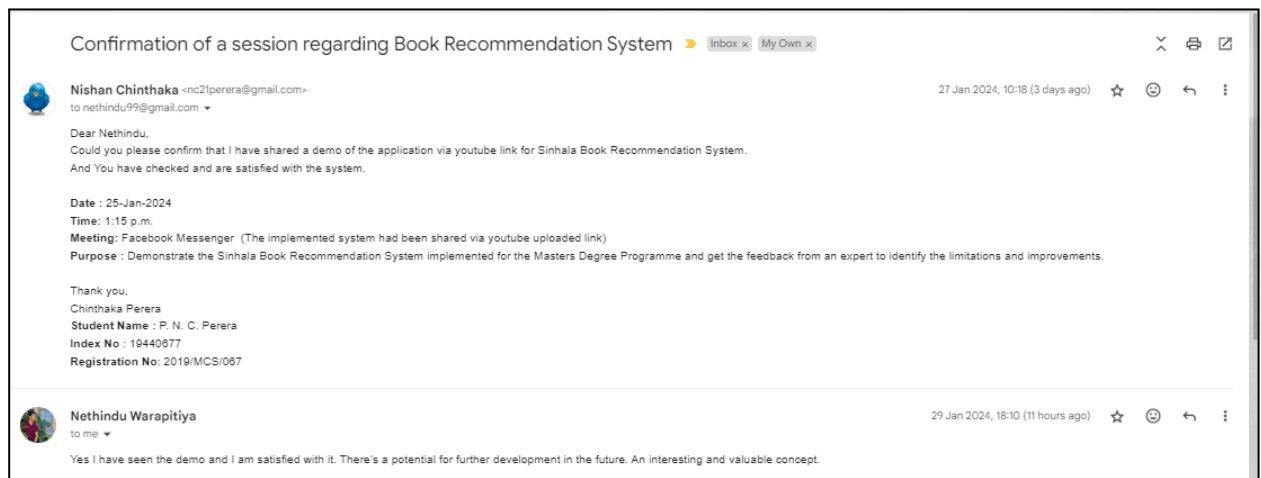 Confirmation of a session regarding Book Recommendation System Inbox x My Own x
Nishan Chinthaka <nc21perera@gmail.com> 27 Jan 2024, 10:18 (3 days ago)
to nethindu99@gmail.com
Dear Nethindu,
Could you please confirm that I have shared a demo of the application via youtube link for Sinhala Book Recommendation System.
And You have checked and are satisfied with the system.
Date : 25-Jan-2024
Time: 1:15 p.m.
Meeting: Facebook Messenger (The implemented system had been shared via youtube uploaded link)
Purpose : Demonstrate the Sinhala Book Recommendation System implemented for the Masters Degree Programme and get the feedback from an expert to identify the limitations and improvements.
Thank you,
Chinthaka Perera
Student Name : P. N. C. Perera
Index No : 19440677
Registration No: 2019/MCS/067
Nethindu Warapitiya 29 Jan 2024, 18:10 (11 hours ago)
to me
Yes I have seen the demo and I am satisfied with it. There's a potential for further development in the future. An interesting and valuable concept.